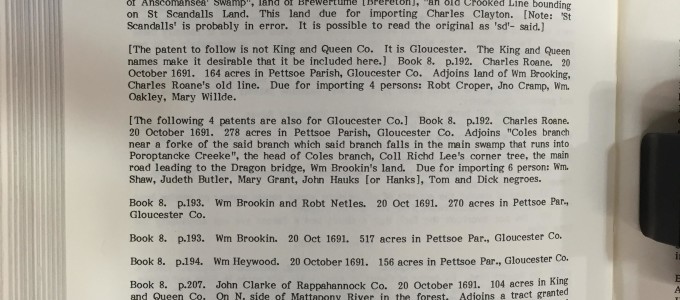 of Anscomansea' Swamp", land of Brewertume [Brereton], "an old Crooked Line bounding
on St Scandalls Land. This land due for importing Charles Clayton. [Note: 'St
Scandalls' is probably in error. It is possible to read the original as 'sd'- said.]
[The patent to follow is not King and Queen Co. It is Gloucester. The King and Queen
names make it desirable that it be included here.] Book 8. p.192. Charles Roane. 20
October 1691. 164 acres in Pettsoe Parish, Gloucester Co. Adjoins land of Wm Brooking,
Charles Roane's old line. Due for importing 4 persons: Robt Croper, Jno Cramp, Wm.
Oakley, Mary Willde.
[The following 4 patents are also for Gloucester Co.] Book 8. p.192. Charles Roane.
20 October 1691. 278 acres in Pettsoe Parish, Gloucester Co. Adjoins "Coles branch
near a forke of the said branch which said branch falls in the main swamp that runs into
Poroptancke Creeke", the head of Coles branch, Coll Richd Lee's corner tree, the main
road leading to the Dragon bridge, Wm Brookin's land. Due for importing 6 person: Wm.
Shaw, Judeth Butler, Mary Grant, John Hauks [or Hanks], Tom and Dick negroes.
Book 8. p.193. Wm Brookin and Robt Netles. 20 Oct 1691. 270 acres in Pettsoe Par.,
Gloucester Co.
Book 8. p.193. Wm Brookin. 20 Oct 1691. 517 acres in Pettsoe Par., Gloucester Co.
Book 8. p.194. Wm Heywood. 20 Oct 1691. 156 acres in Pettsoe Par., Gloucester Co.
Book 8. p.207. John Clarke of Rappahannock Co. 20 October 1691. 104 acres in King
and Queen Co. On N. side of Mattapony River in the forest. Adjoins a tract granted